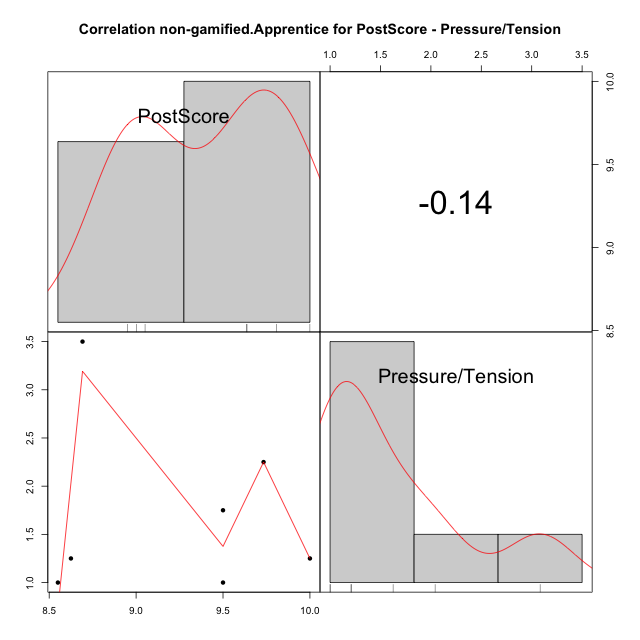 Correlation non-gamified.Apprentice for PostScore - Pressure/Tension
1.0 1.5 2.0 2.5 3.0 3.5
PostScore
-0.14
10.0
9.5
9.0
8.5
3.5
3.0
2.5
2.0
1.5
1.0
Pressure/Tension
8.5 9.0 9.5 10.0